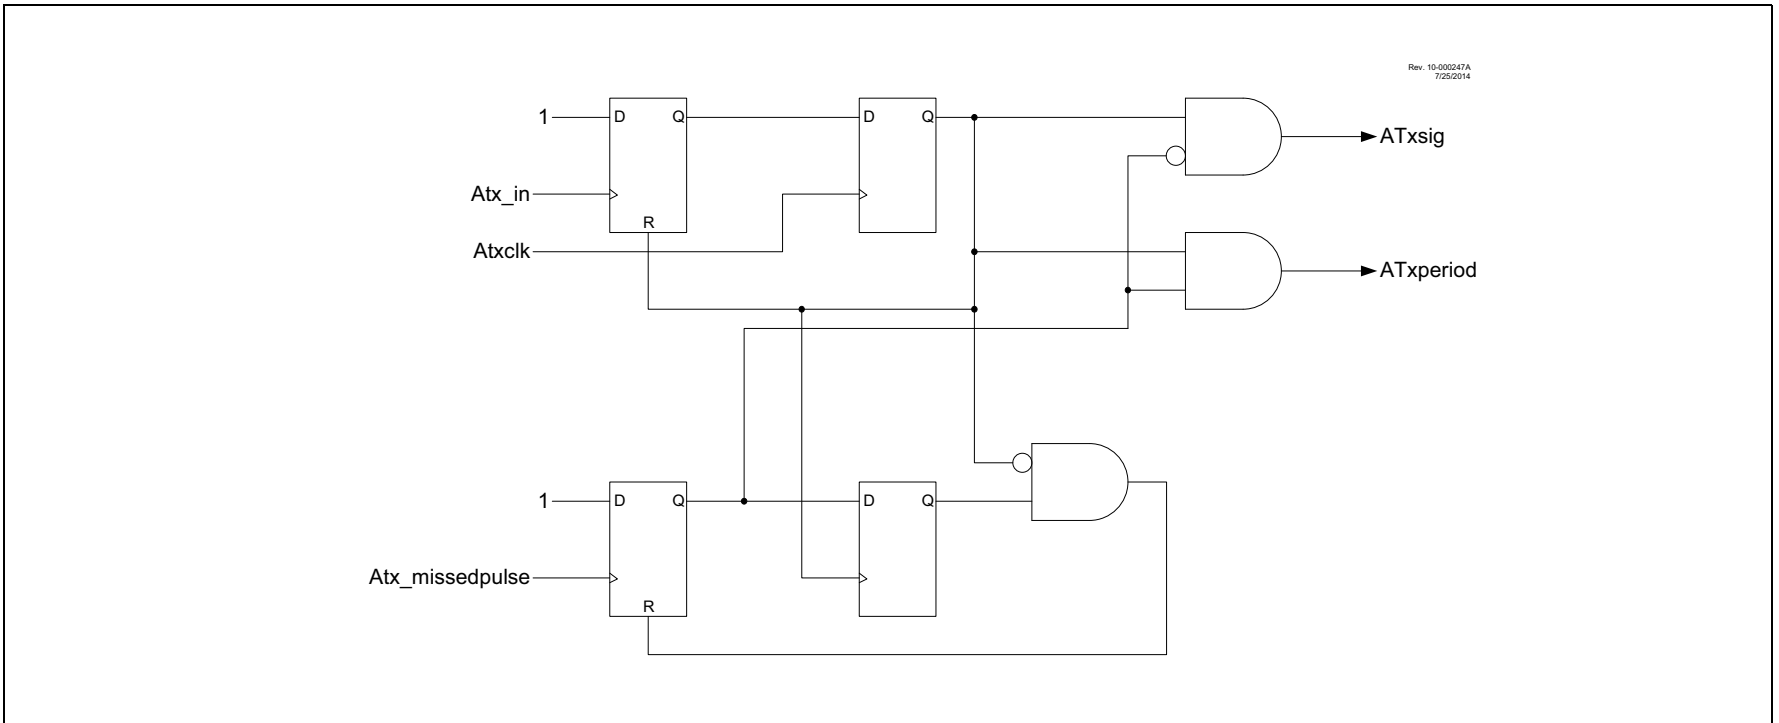 Rev. 10-000247A
7/25/2014
1
D
Q
D
Q
ATxsig
Atx_in
R
Atxclk
ATxperiod
1
D
Q
D
Q
Atx_missedpulse
R